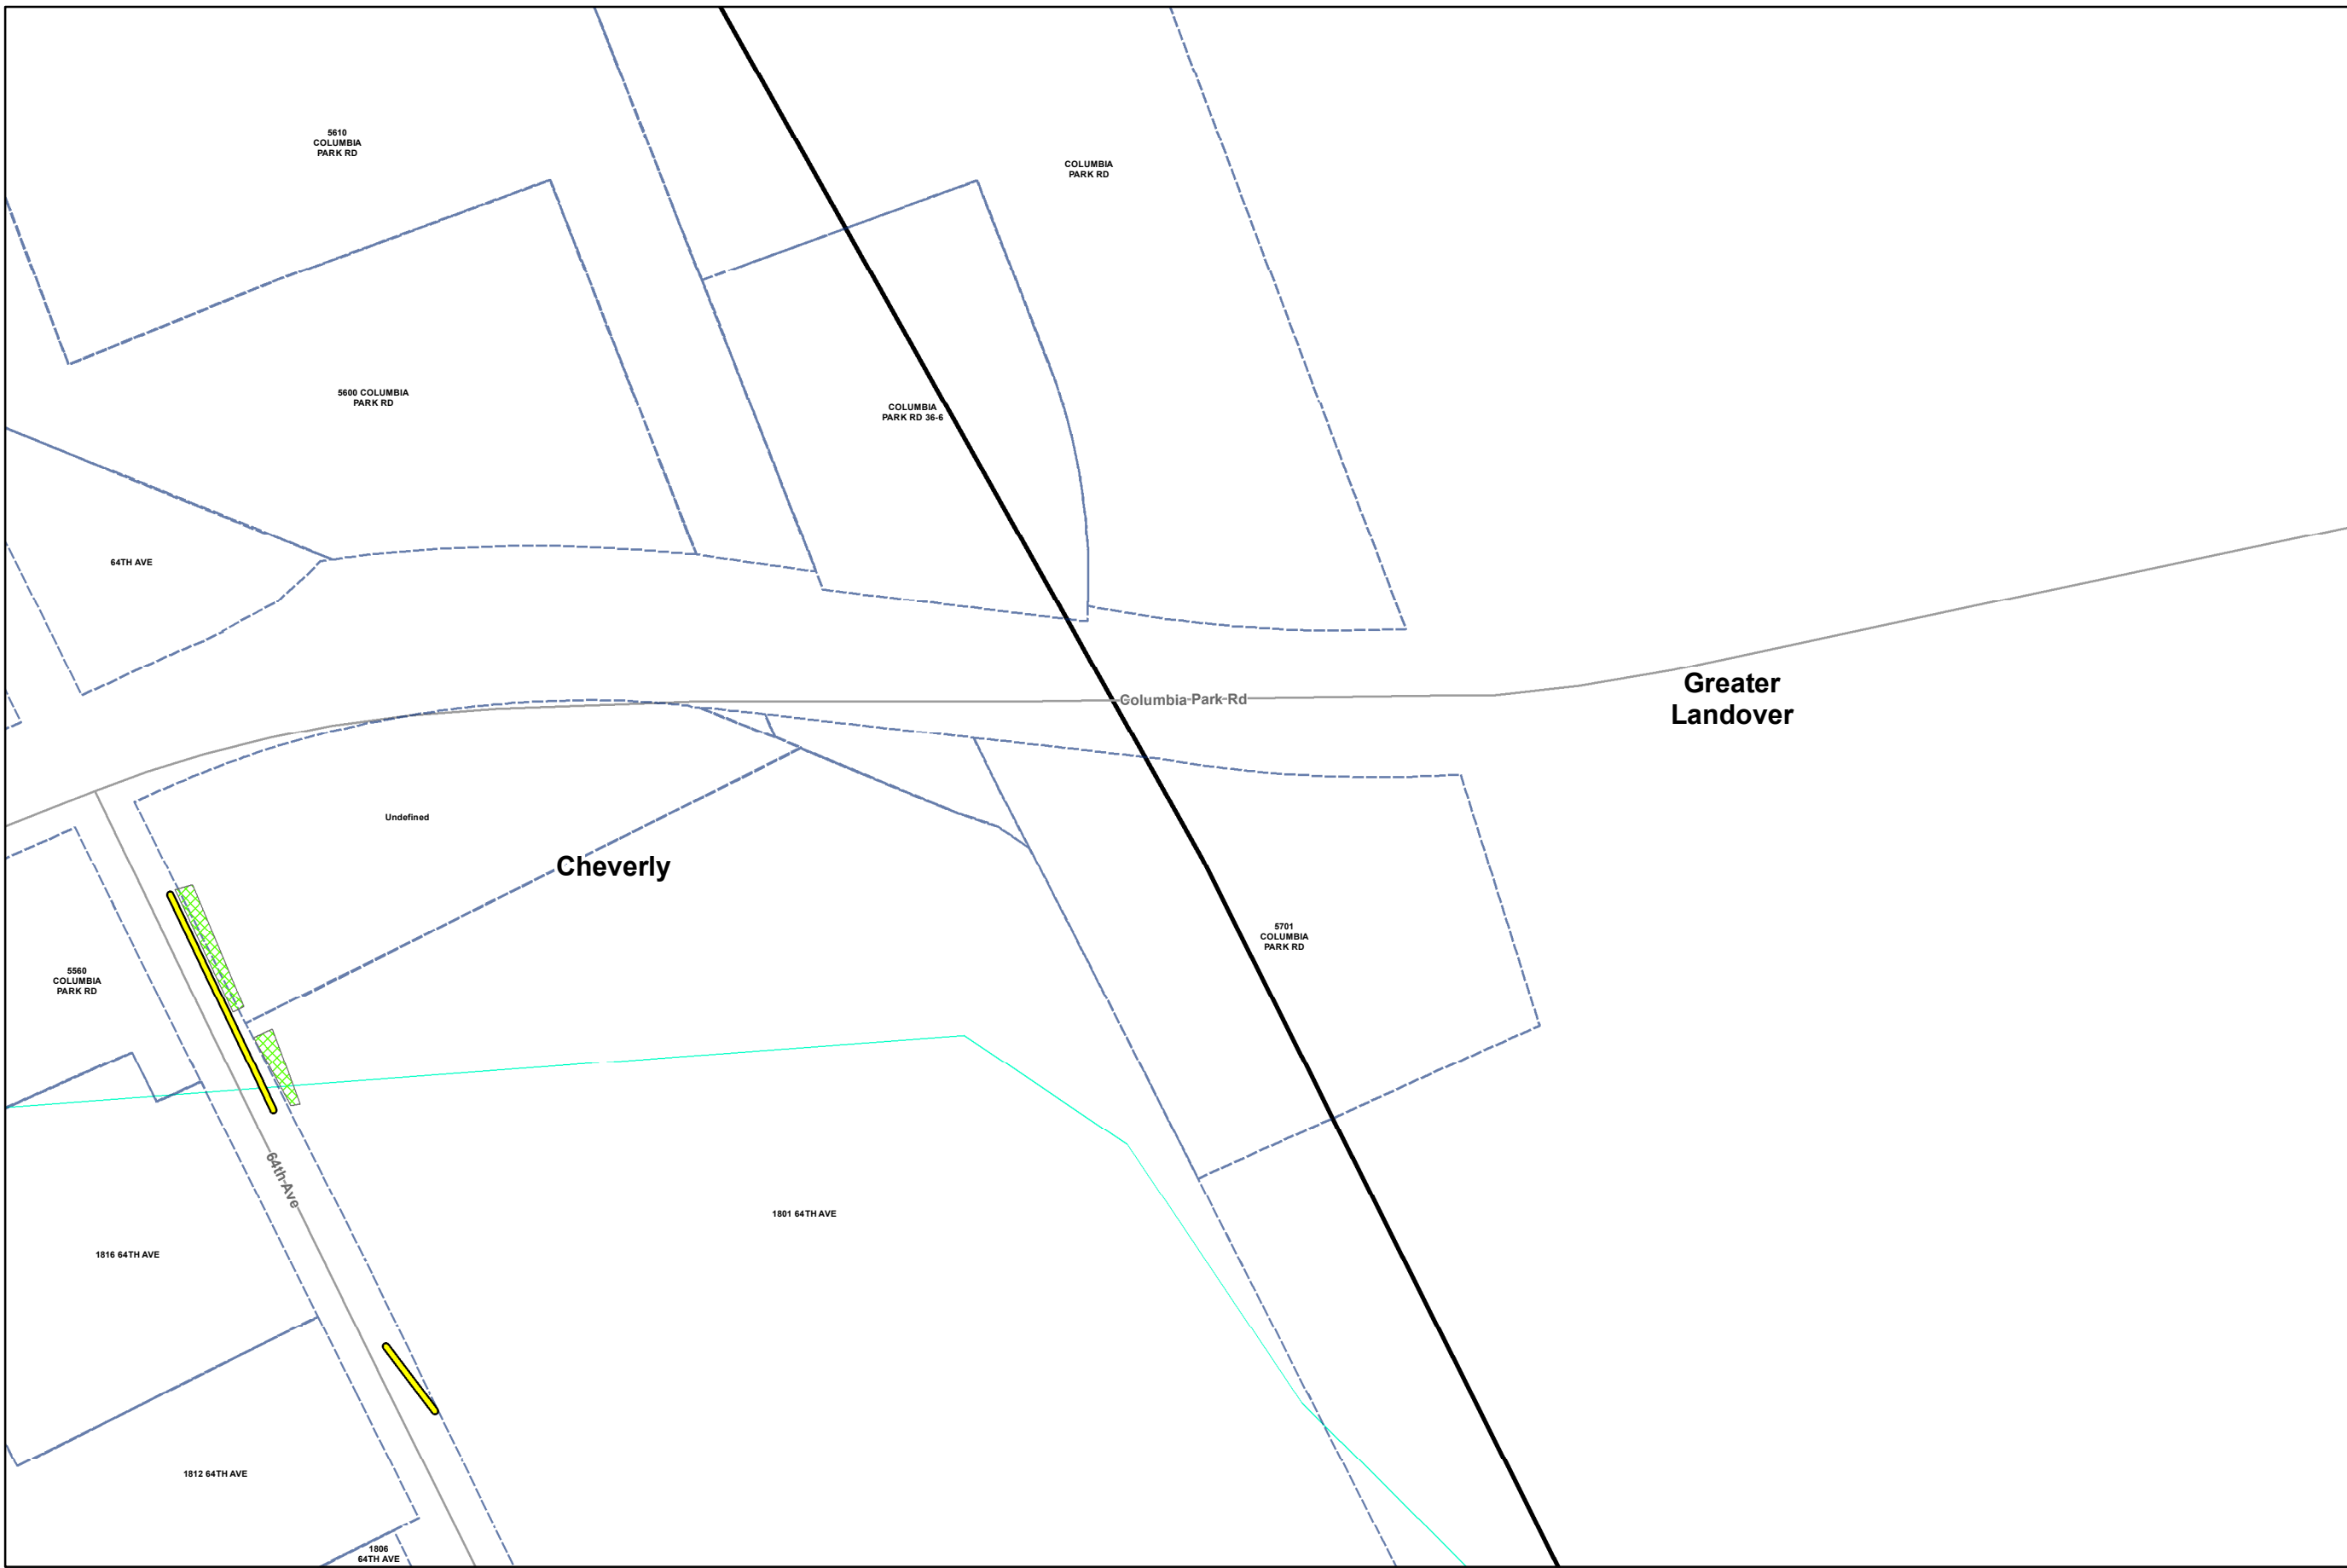 5610
COLUMBIA
PARK RD
COLUMBIA
PARK RD
5600 COLUMBIA
PARK RD
COLUMBIA
PARK RD 36-6
64TH AVE
Columbia Park Rd
Greater
Landover
Undefined
Cheverly
5701
COLUMBIA
PARK RD
5560
COLUMBIA
PARK RD
64th Ave
1801 64TH AVE
1816 64TH AVE
1812 64TH AVE
1806
64TH AVE